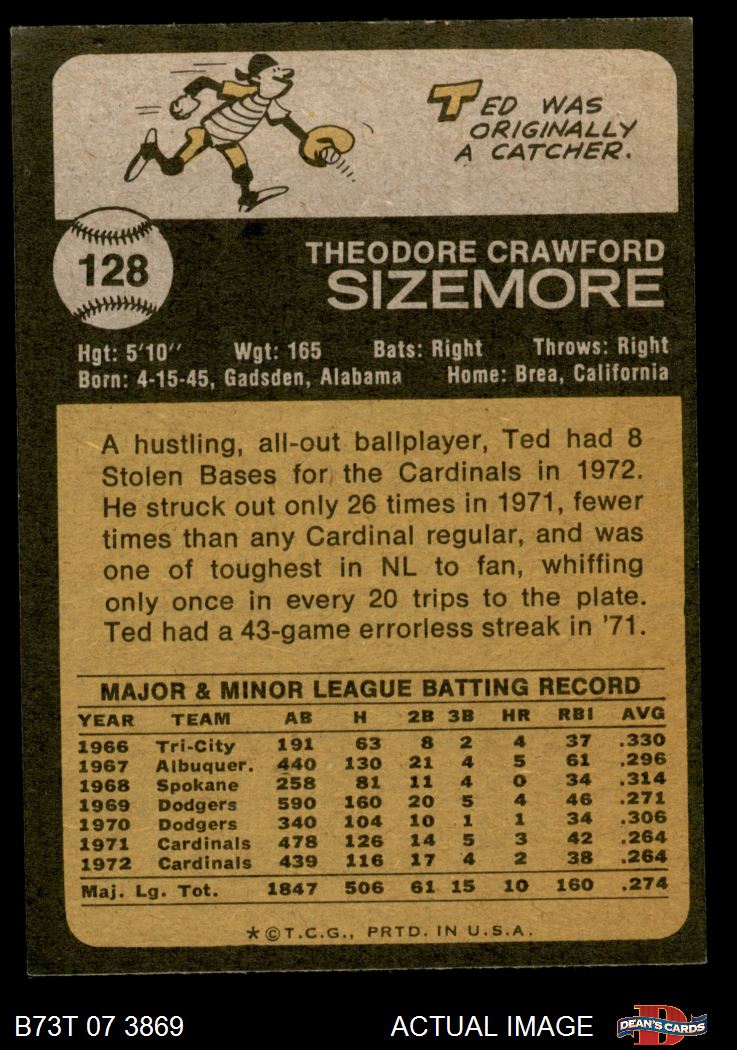 TED WAS
ORIGINALLY
A CATCHER.
128
THEODORE CRAWFORD
SIZEMORE
Hgt: 5'10" Wgt: 165 Bats: Right Throws: Right
Born: 4-15-45, Gadsden, Alabama Home: Brea, California
A hustling, all-out ballplayer, Ted had 8
Stolen Bases for the Cardinals in 1972.
He struck out only 26 times in 1971, fewer
times than any Cardinal regular, and was
one of toughest in NL to fan, whiffing
only once in every 20 trips to the plate.
Ted had a 43-game errorless streak in '71.
MAJOR & MINOR LEAGUE BATTING RECORD
YEAR TEAM AB H 2B 3B HR RBI AVG
1966 Tri-City 191 63 8 2 4 37 .330
1967 Albuquer. 440 130 21 4 5 61 .296
1968 Spokane 258 81 11 4 0 34 .314
1969 Dodgers 590 160 20 5 4 46 .271
1970 Dodgers 340 104 10 1 1 34 .306
1971 Cardinals 478 126 14 5 3 42 .264
1972 Cardinals 439 116 17 4 2 38 .264
Maj. Lg. Tot. 1847 506 61 15 10 160 .274
*©T.C.G., PRTD. IN U.S.A.
B73T 07 3869 ACTUAL IMAGE D DEAN'S CARDS